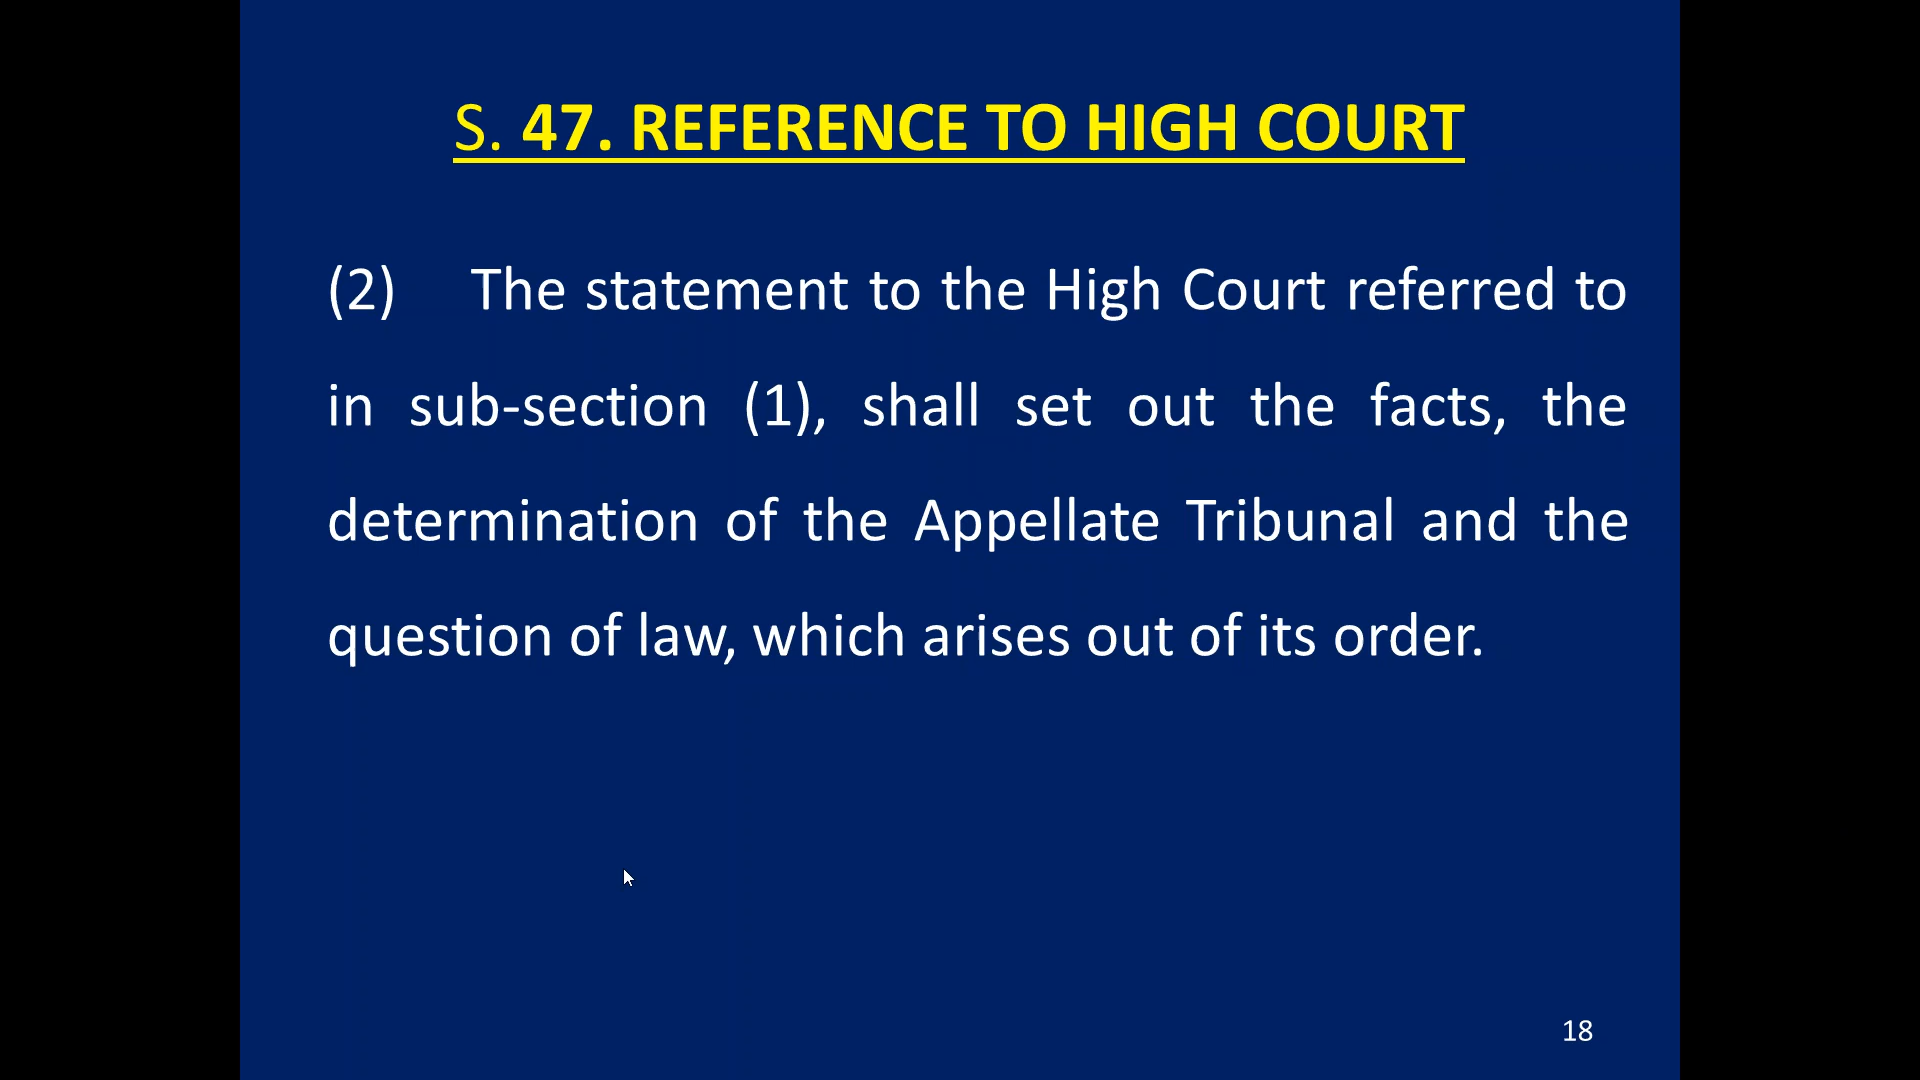 S. 47. REFERENCE TO HIGH COURT
(2) The statement to the High Court referred to
in sub-section (1), shall set out the facts, the
determination of the Appellate Tribunal and the
question of law, which arises out of its order.
18